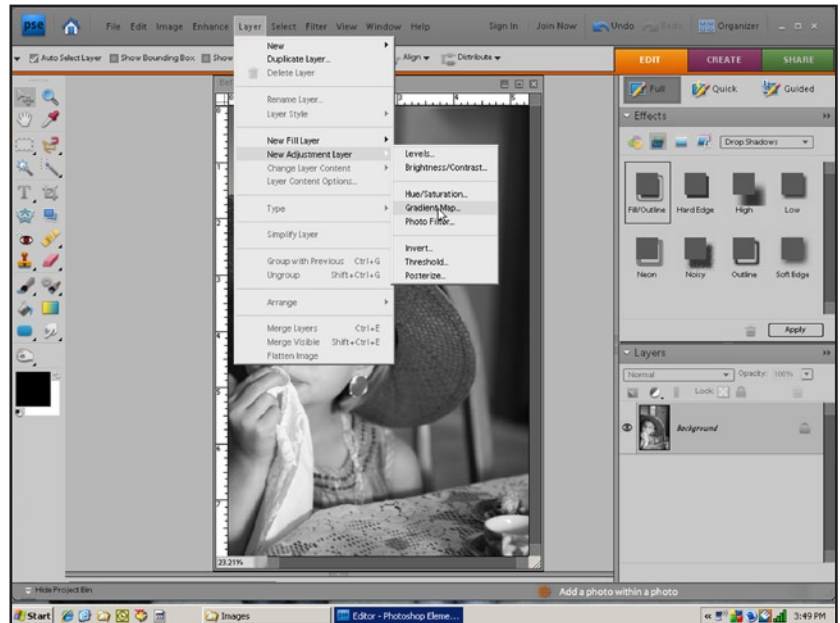 pse File Edit Image Enhance Layer Select Filter View Window Help Sign In Join Now Undo Redo Organizer
Auto Select Layer Show Bounding Box Show Align Distribute
EDIT CREATE SHARE
New
Duplicate Layer...
Delete Layer
Rename Layer...
Layer Style
New Fill Layer
New Adjustment Layer
Change Layer Content
Layer Content Options...
Type
Simplify Layer
Group with Previous Ctrl+G
Ungroup Shift+Ctrl+G
Arrange
Merge Layers Ctrl+E
Merge Visible Shift+Ctrl+E
Flatten Image
Levels...
Brightness/Contrast...
Hue/Saturation...
Gradient Map...
Photo Filter...
Invert...
Threshold...
Posterize...
Full Quick Guided
Effects
Drop Shadows
Fill/Outline Hard Edge High Low
Neon Noisy Outline Soft Edge
Apply
Layers
Normal Opacity: 100%
Lock:
Background
23.21%
Hide Project Bin
Add a photo within a photo
Start Images Editor - Photoshop Eleme... 3:49 PM